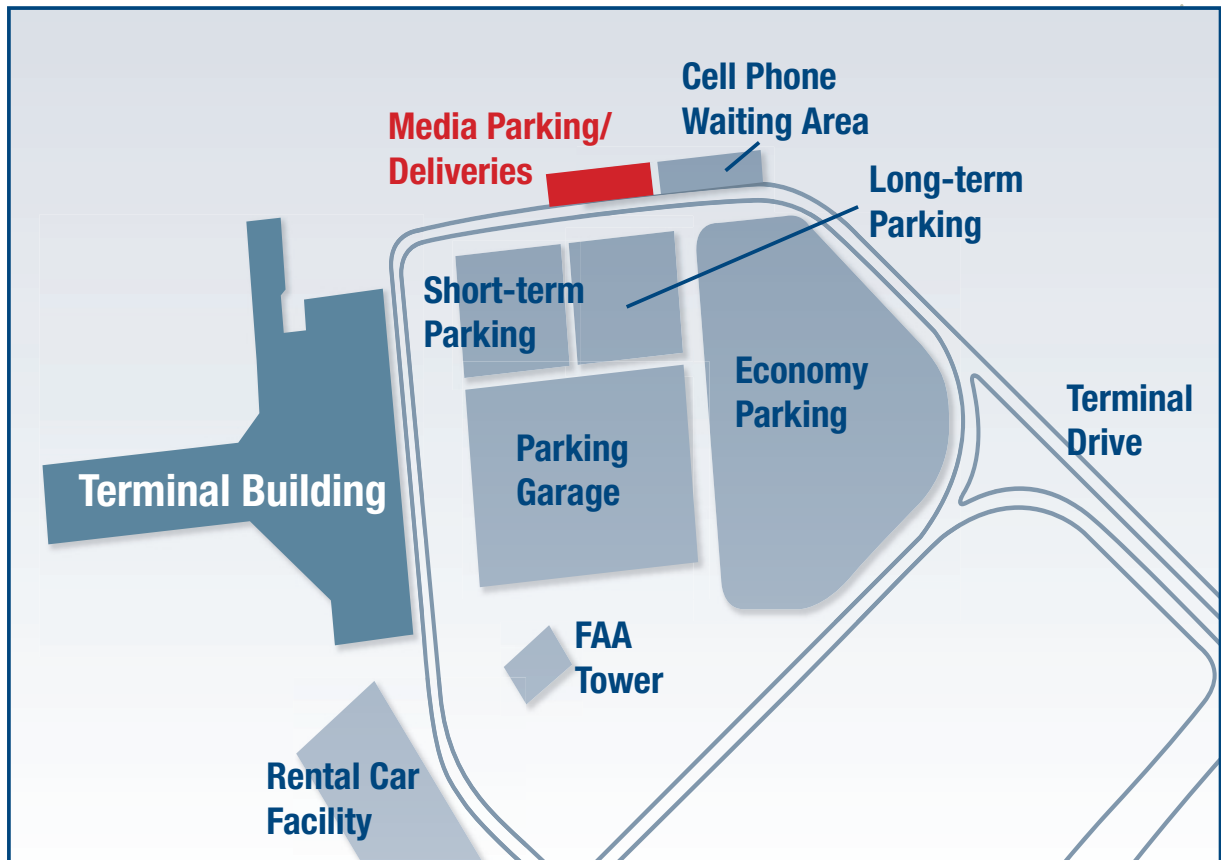 Cell Phone
Waiting Area
Media Parking/
Deliveries
Long-term
Parking
Short-term
Parking
Economy
Parking
Terminal
Drive
Parking
Garage
Terminal Building
FAA
Tower
Rental Car
Facility